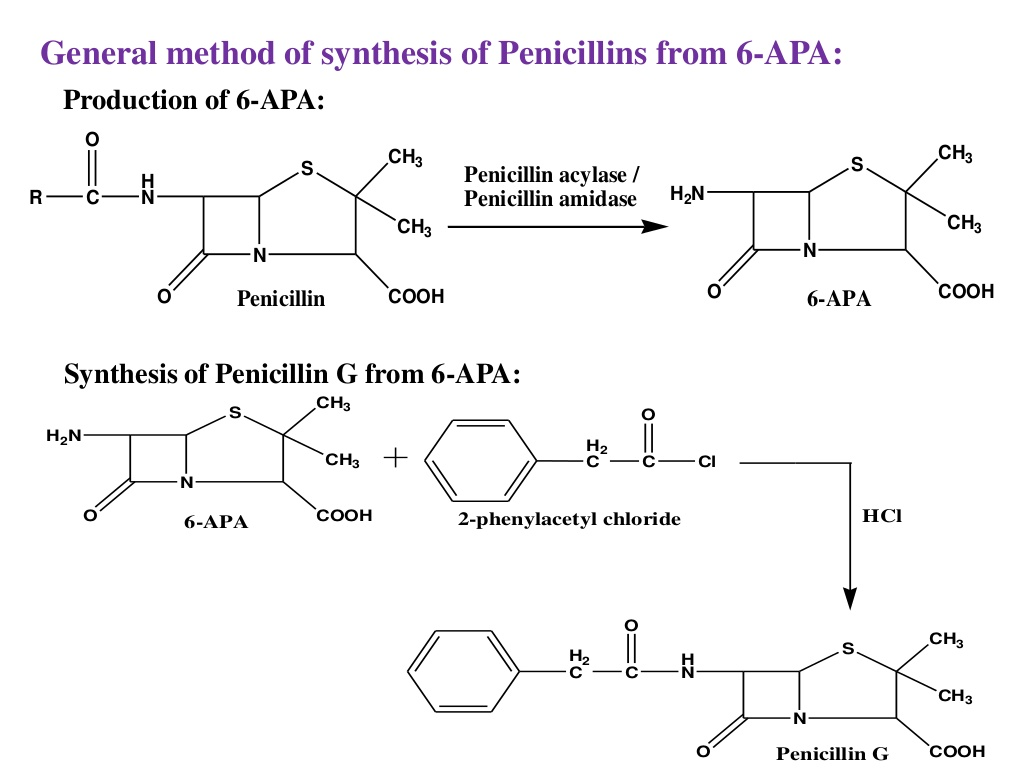 General method of synthesis of Penicillins from 6-APA:
Production of 6-APA:
O
R C H N
S
CH3
CH3
N
O
COOH
Penicillin
Penicillin acylase /
Penicillin amidase
H2N
S
CH3
CH3
N
O
COOH
6-APA
Synthesis of Penicillin G from 6-APA:
H2N
S
CH3
CH3
N
O
COOH
6-APA
+
H2
C
O
C
Cl
2-phenylacetyl chloride
HCl
H2
C
O
C
H
N
S
CH3
CH3
N
O
COOH
Penicillin G